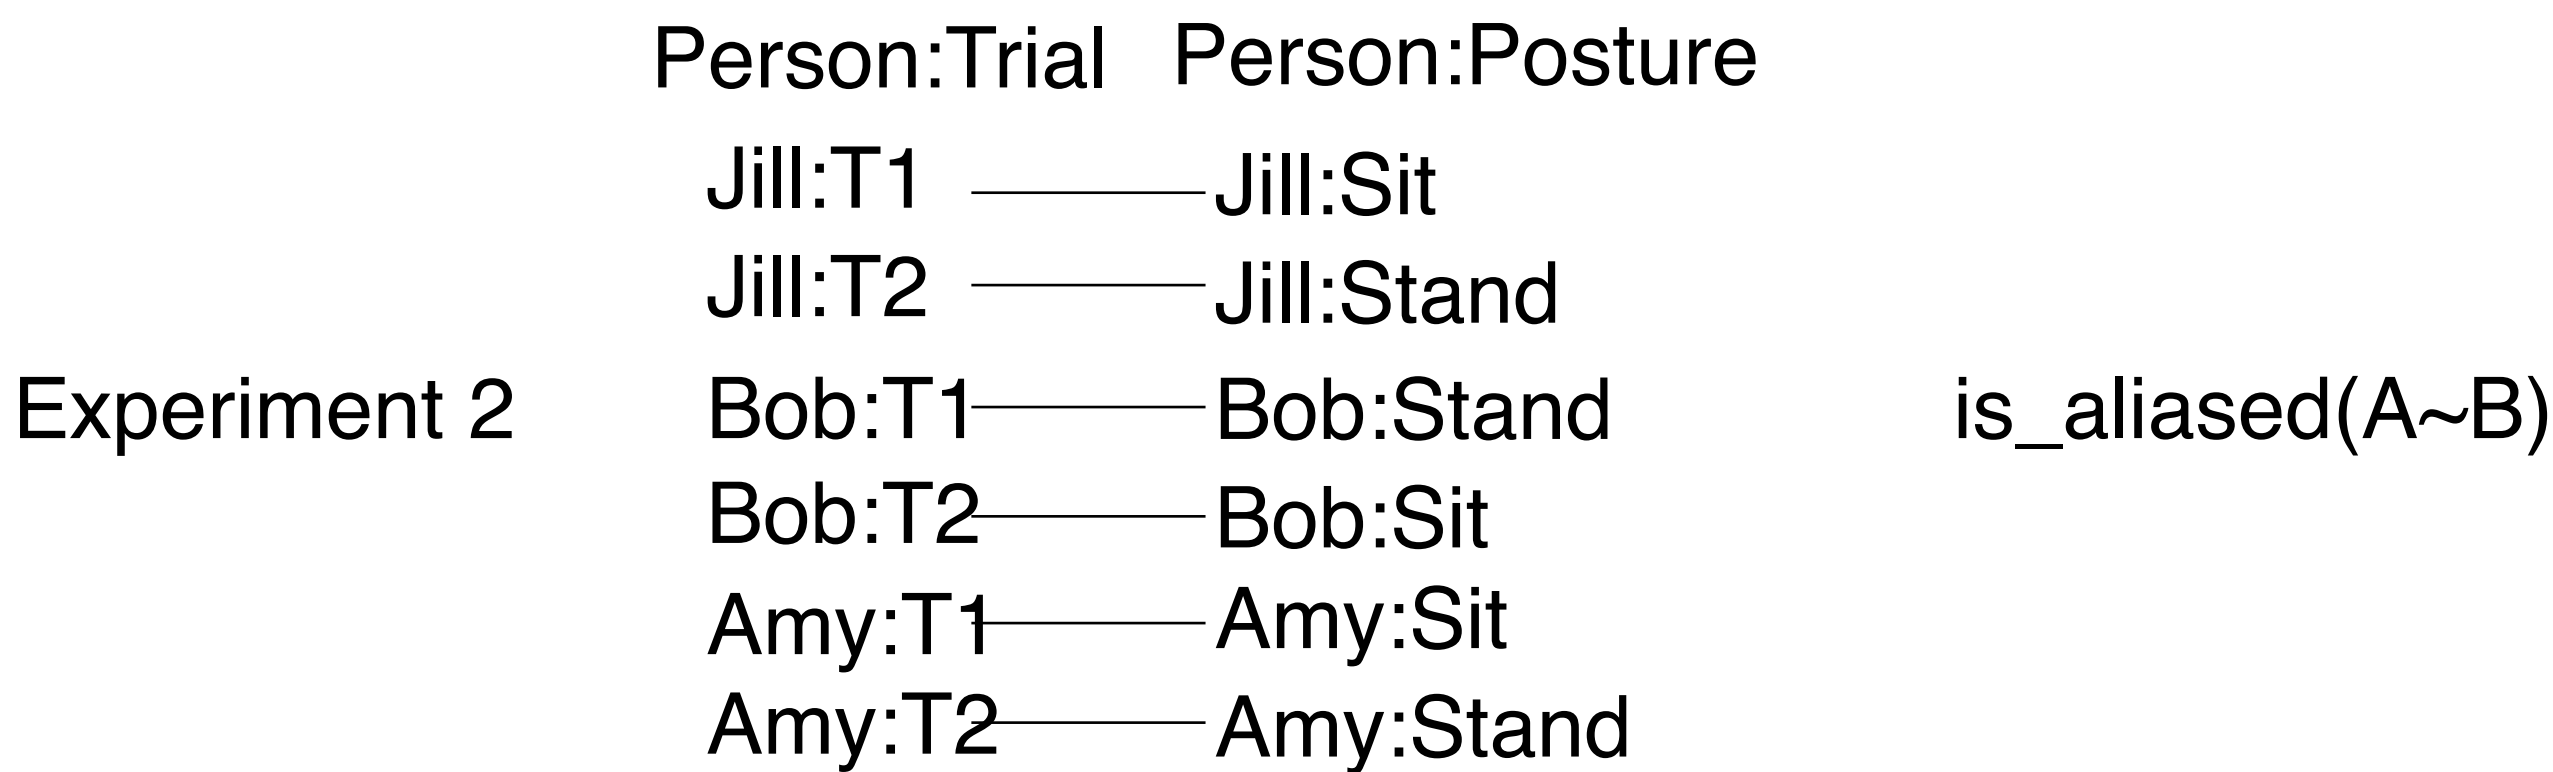 Person:Trial Person:Posture
Jill:T1 Jill:Sit
Jill:T2 Jill:Stand
Experiment 2 Bob:T1 Bob:Stand is_aliased(A~B)
Bob:T2 Bob:Sit
Amy:T1 Amy:Sit
Amy:T2 Amy:Stand